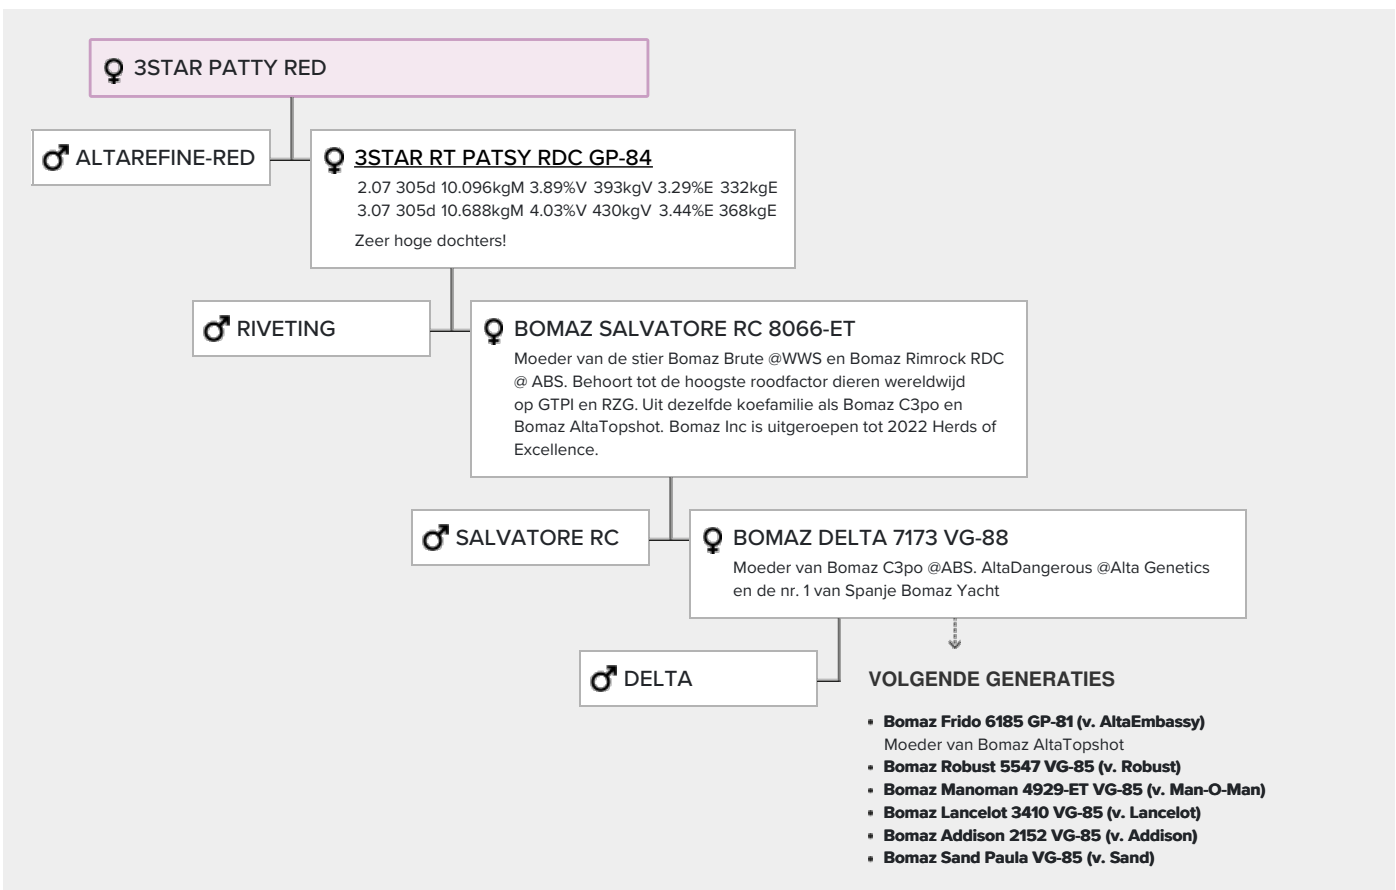 3STAR PATTY RED
ALTAREFINE-RED
3STAR RT PATSY RDC GP-84
2.07 305d 10.096kgM 3.89%V 393kgV 3.29%E 332kgE
3.07 305d 10.688kgM 4.03%V 430kgV 3.44%E 368kgE
Zeer hoge dochters!
RIVETING
BOMAZ SALVATORE RC 8066-ET
Moeder van de stier Bomaz Brute @WWS en Bomaz Rimrock RDC
@ ABS. Behoort tot de hoogste roodfactor dieren wereldwijd
op GTPI en RZG. Uit dezelfde koefamilie als Bomaz C3po en
Bomaz AltaTopshot. Bomaz Inc is uitgeroepen tot 2022 Herds of
Excellence.
SALVATORE RC
BOMAZ DELTA 7173 VG-88
Moeder van Bomaz C3po @ABS. AltaDangerous @Alta Genetics
en de nr. 1 van Spanje Bomaz Yacht
DELTA
VOLGENDE GENERATIES
• Bomaz Frido 6185 GP-81 (v. AltaEmbassy)
Moeder van Bomaz AltaTopshot
• Bomaz Robust 5547 VG-85 (v. Robust)
• Bomaz Manoman 4929-ET VG-85 (v. Man-O-Man)
• Bomaz Lancelot 3410 VG-85 (v. Lancelot)
• Bomaz Addison 2152 VG-85 (v. Addison)
• Bomaz Sand Paula VG-85 (v. Sand)